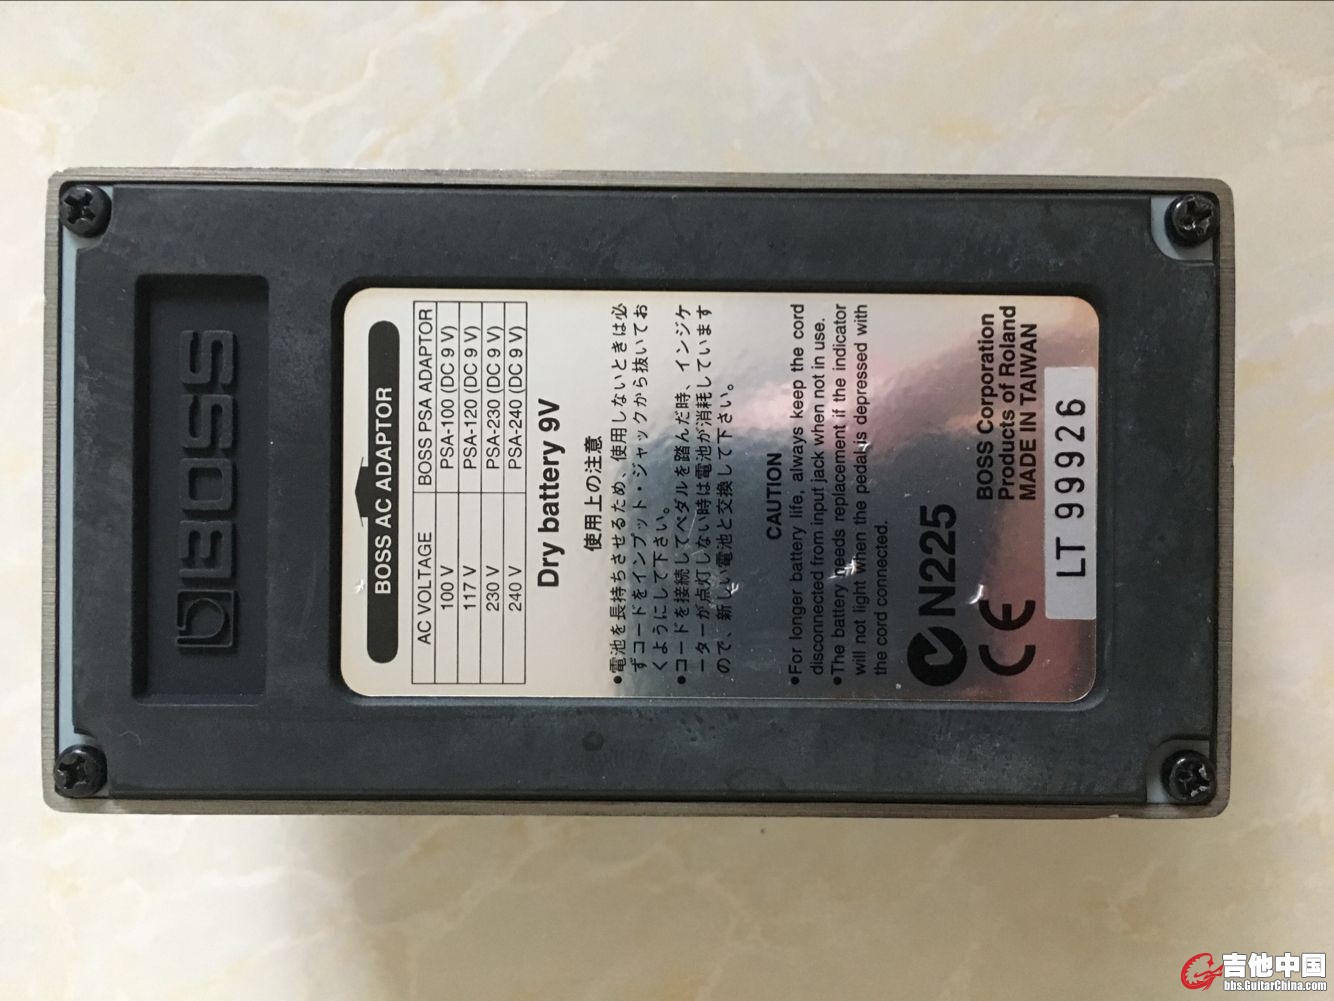 BOSS
BOSS AC ADAPTOR
AC VOLTAGE BOSS PSA ADAPTOR
100 V PSA-100 (DC 9 V)
117 V PSA-120 (DC 9 V)
230 V PSA-230 (DC 9 V)
240 V PSA-240 (DC 9 V)
Dry battery 9V
使用上の注意
●電池を長持ちさせるため、使用しないときは必
ずコードをインプット・ジャックから抜いてお
くようにして下さい。
●コードを接続してペダルを踏んだ時、インジケ
ーターが点灯しない時は電池が消耗しています
ので、新しい電池と交換して下さい。
CAUTION
●For longer battery life, always keep the cord
disconnected from input jack when not in use.
●The battery needs replacement if the indicator
will not light when the pedal is depressed with
the cord connected.
N225
CE
BOSS Corporation
Products of Roland
MADE IN TAIWAN
LT 999926
吉他中国
bbs.GuitarChina.com